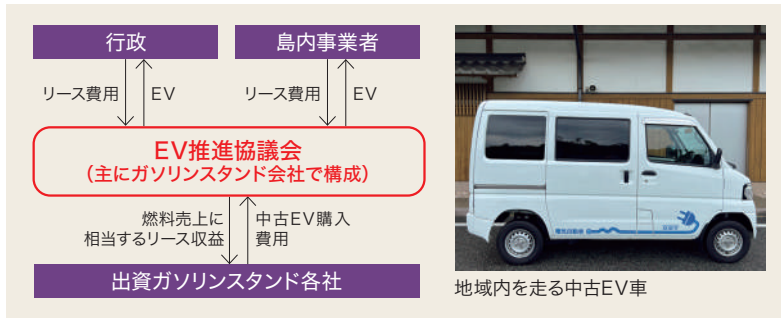 行政
島内事業者
リース費用
EV
リース費用
EV
EV推進協議会
（主にガソリンスタンド会社で構成）
燃料売上に
相当するリース収益
中古EV購入
費用
出資ガソリンスタンド各社
地域内を走る中古EV車